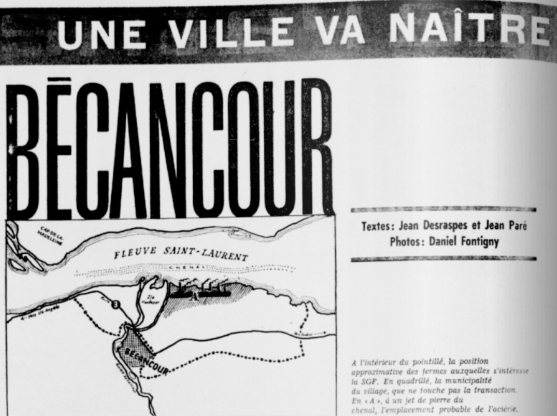 UNE VILLE VA NAÎTRE
BÉCANCOUR
CAP DE LA
MADELEINE
FLEUVE SAINT-LAURENT
CHENAL
A
BÉCANCOUR
Textes: Jean Desraspes et Jean Paré
Photos: Daniel Fontigny
A l'intérieur du pointillé, la position
approximative des fermes auxquelles s'intéresse
la SGF. En quadrillé, la municipalité
du village, que ne touche pas la transaction.
En « A », à un jet de pierre du
chenal, l'emplacement probable de l'aciérie.